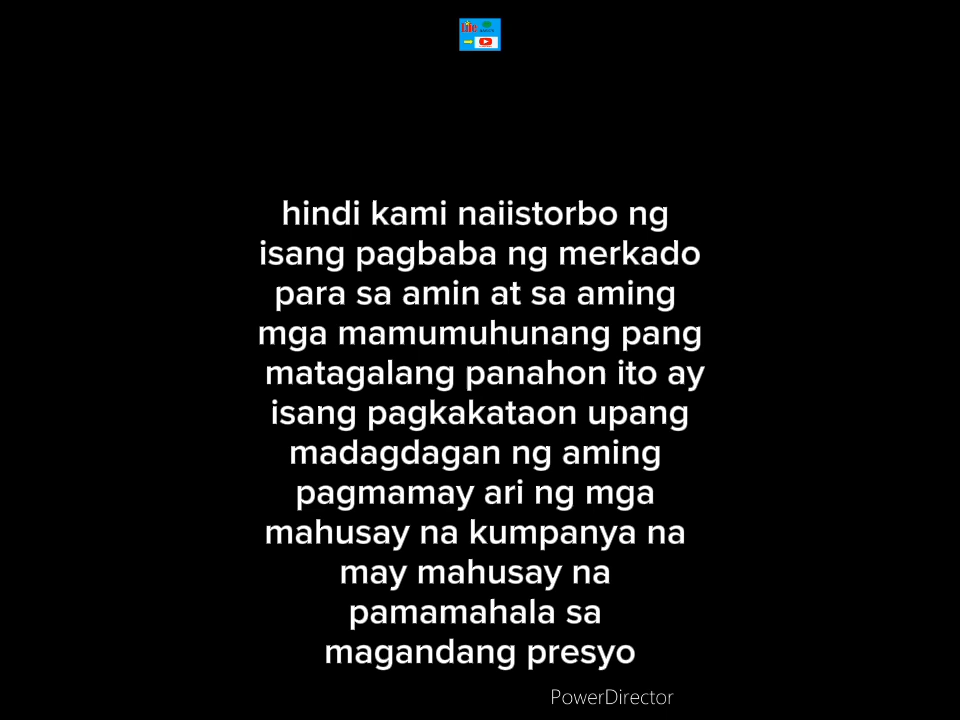 Life
hindi kami naiistorbo ng
isang pagbaba ng merkado
para sa amin at sa aming
mga mamumuhunang pang
matagalang panahon ito ay
isang pagkakataon upang
madagdagan ng aming
pagmamay ari ng mga
mahusay na kumpanya na
may mahusay na
pamamahala sa
magandang presyo
PowerDirector